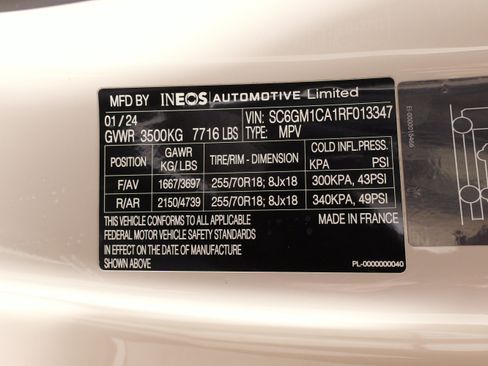 MFD BY INEOS AUTOMOTIVE Limited
01/24 VIN: SC6GM1CA1RF013347
GVWR 3500KG 7716 LBS TYPE: MPV
POSITION GAWR KG/ LBS TIRE/RIM - DIMENSION COLD INFL.PRESS. KPA PSI
F/AV 1667/3697 255/70R18; 8Jx18 300KPA, 43PSI
R/AR 2150/4739 255/70R18; 8Jx18 340KPA, 49PSI
THIS VEHICLE CONFORMS TO ALL APPLICABLE MADE IN FRANCE
FEDERAL MOTOR VEHICLE SAFETY STANDARDS
IN EFFECT ON THE DATE OF MANUFACTURE
SHOWN ABOVE
PL-0000000040